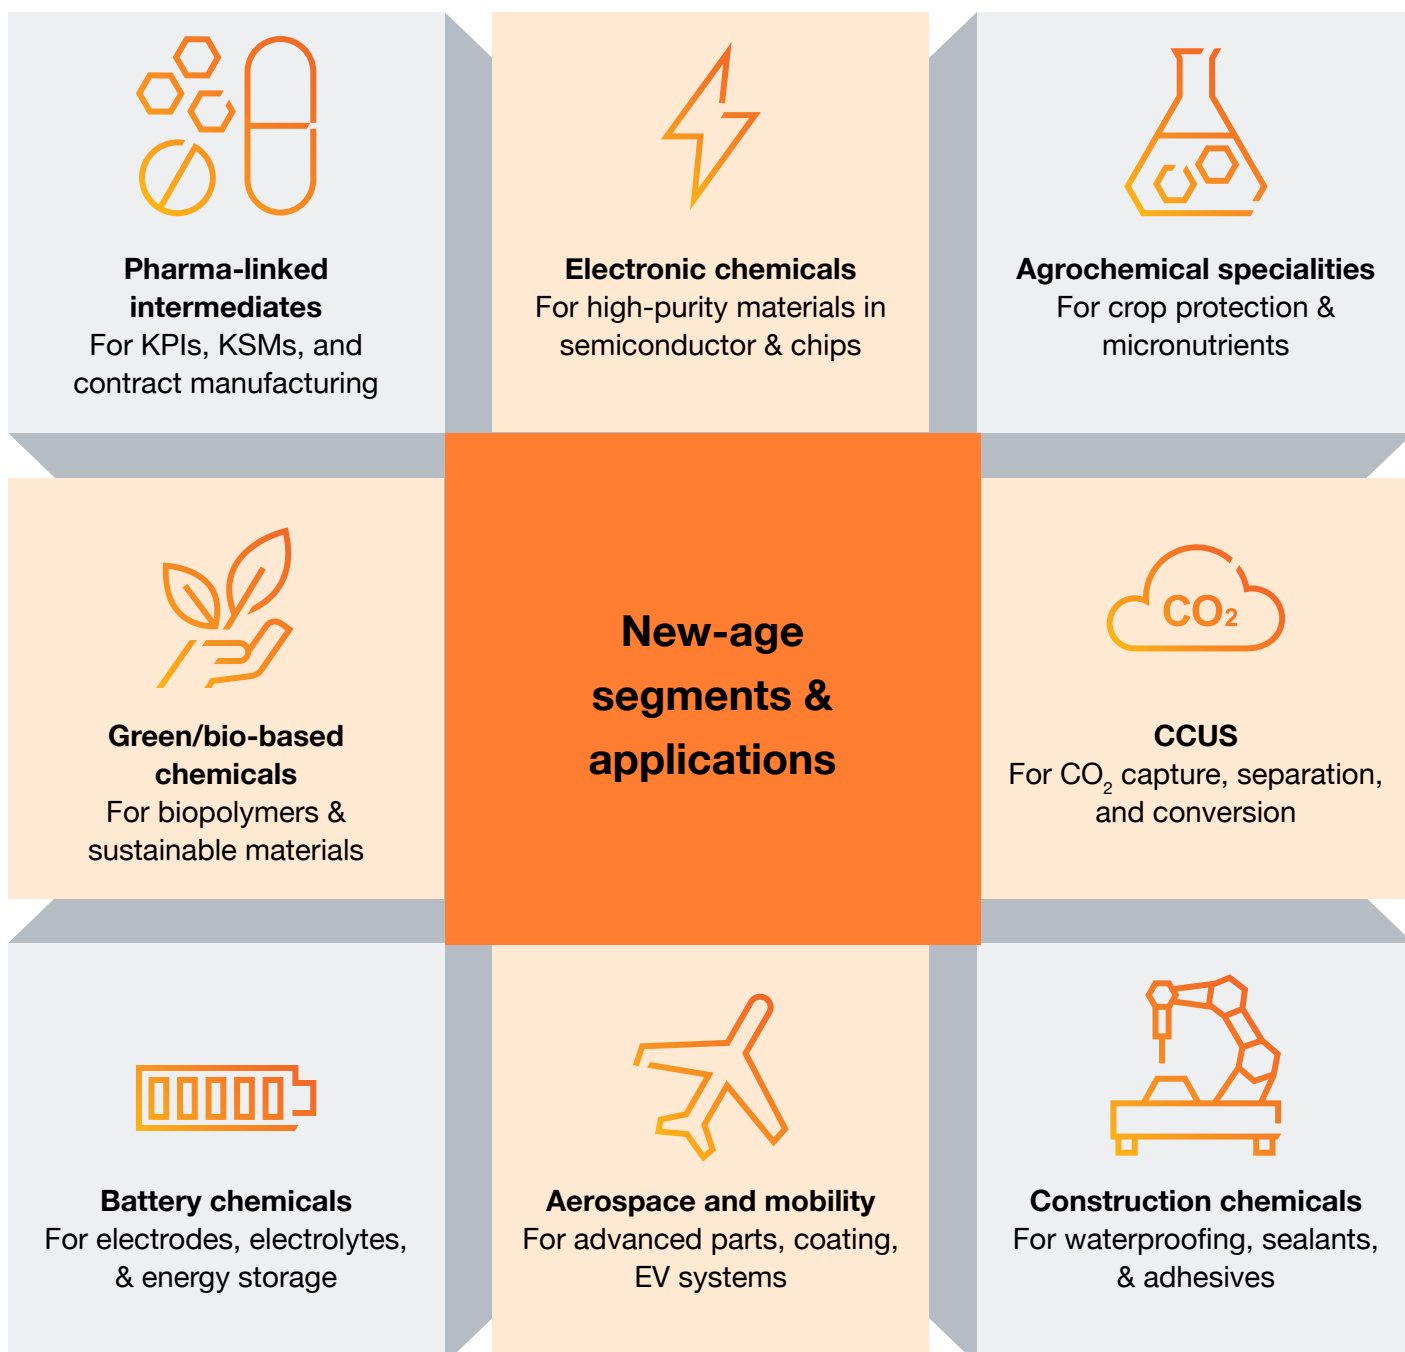 Pharma-linked
intermediates
For KPIs, KSMs, and
contract manufacturing
Electronic chemicals
For high-purity materials in
semiconductor & chips
Agrochemical specialities
For crop protection &
micronutrients
Green/bio-based
chemicals
For biopolymers &
sustainable materials
New-age
segments &
applications
CO₂
CCUS
For CO₂ capture, separation,
and conversion
Battery chemicals
For electrodes, electrolytes,
& energy storage
Aerospace and mobility
For advanced parts, coating,
EV systems
Construction chemicals
For waterproofing, sealants,
& adhesives